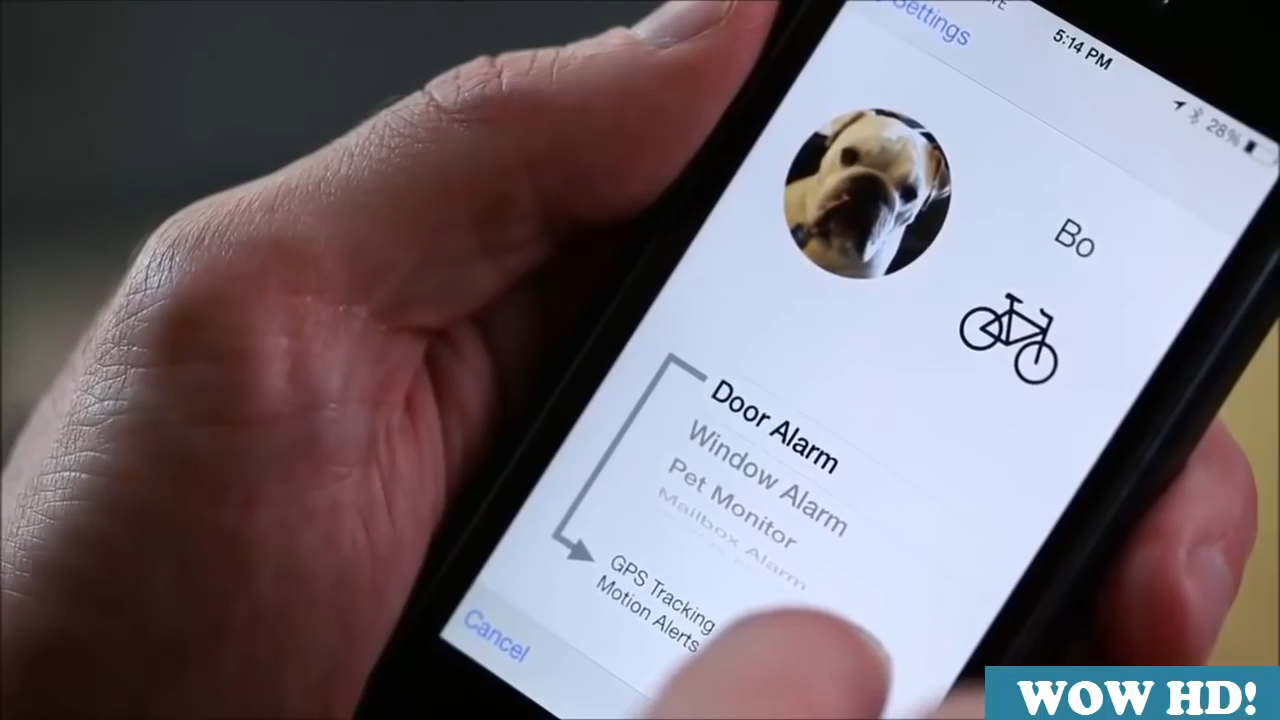 Settings
5:14 PM
28%
Bo
Door Alarm
Window Alarm
Pet Monitor
Mailbox Alarm
GPS Tracking
Motion Alerts
Cancel
WOW HD!